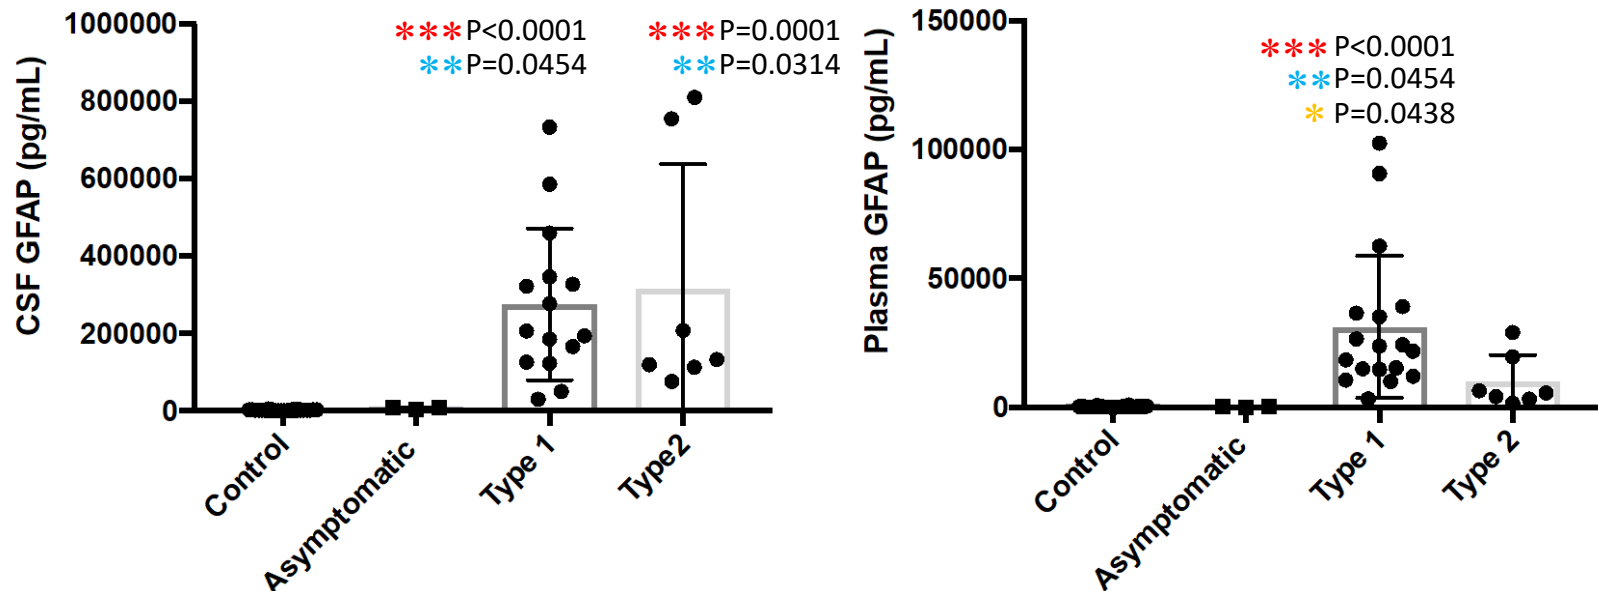 CSF GFAP (pg/mL)
1000000
800000
600000
400000
200000
0
***P<0.0001
**P=0.0454
***P=0.0001
**P=0.0314
Control
Asymptomatic
Type 1
Type2
Plasma GFAP (pg/mL)
150000
100000
50000
0
***P<0.0001
**P=0.0454
* P=0.0438
Control
Asymptomatic
Type 1
Type 2